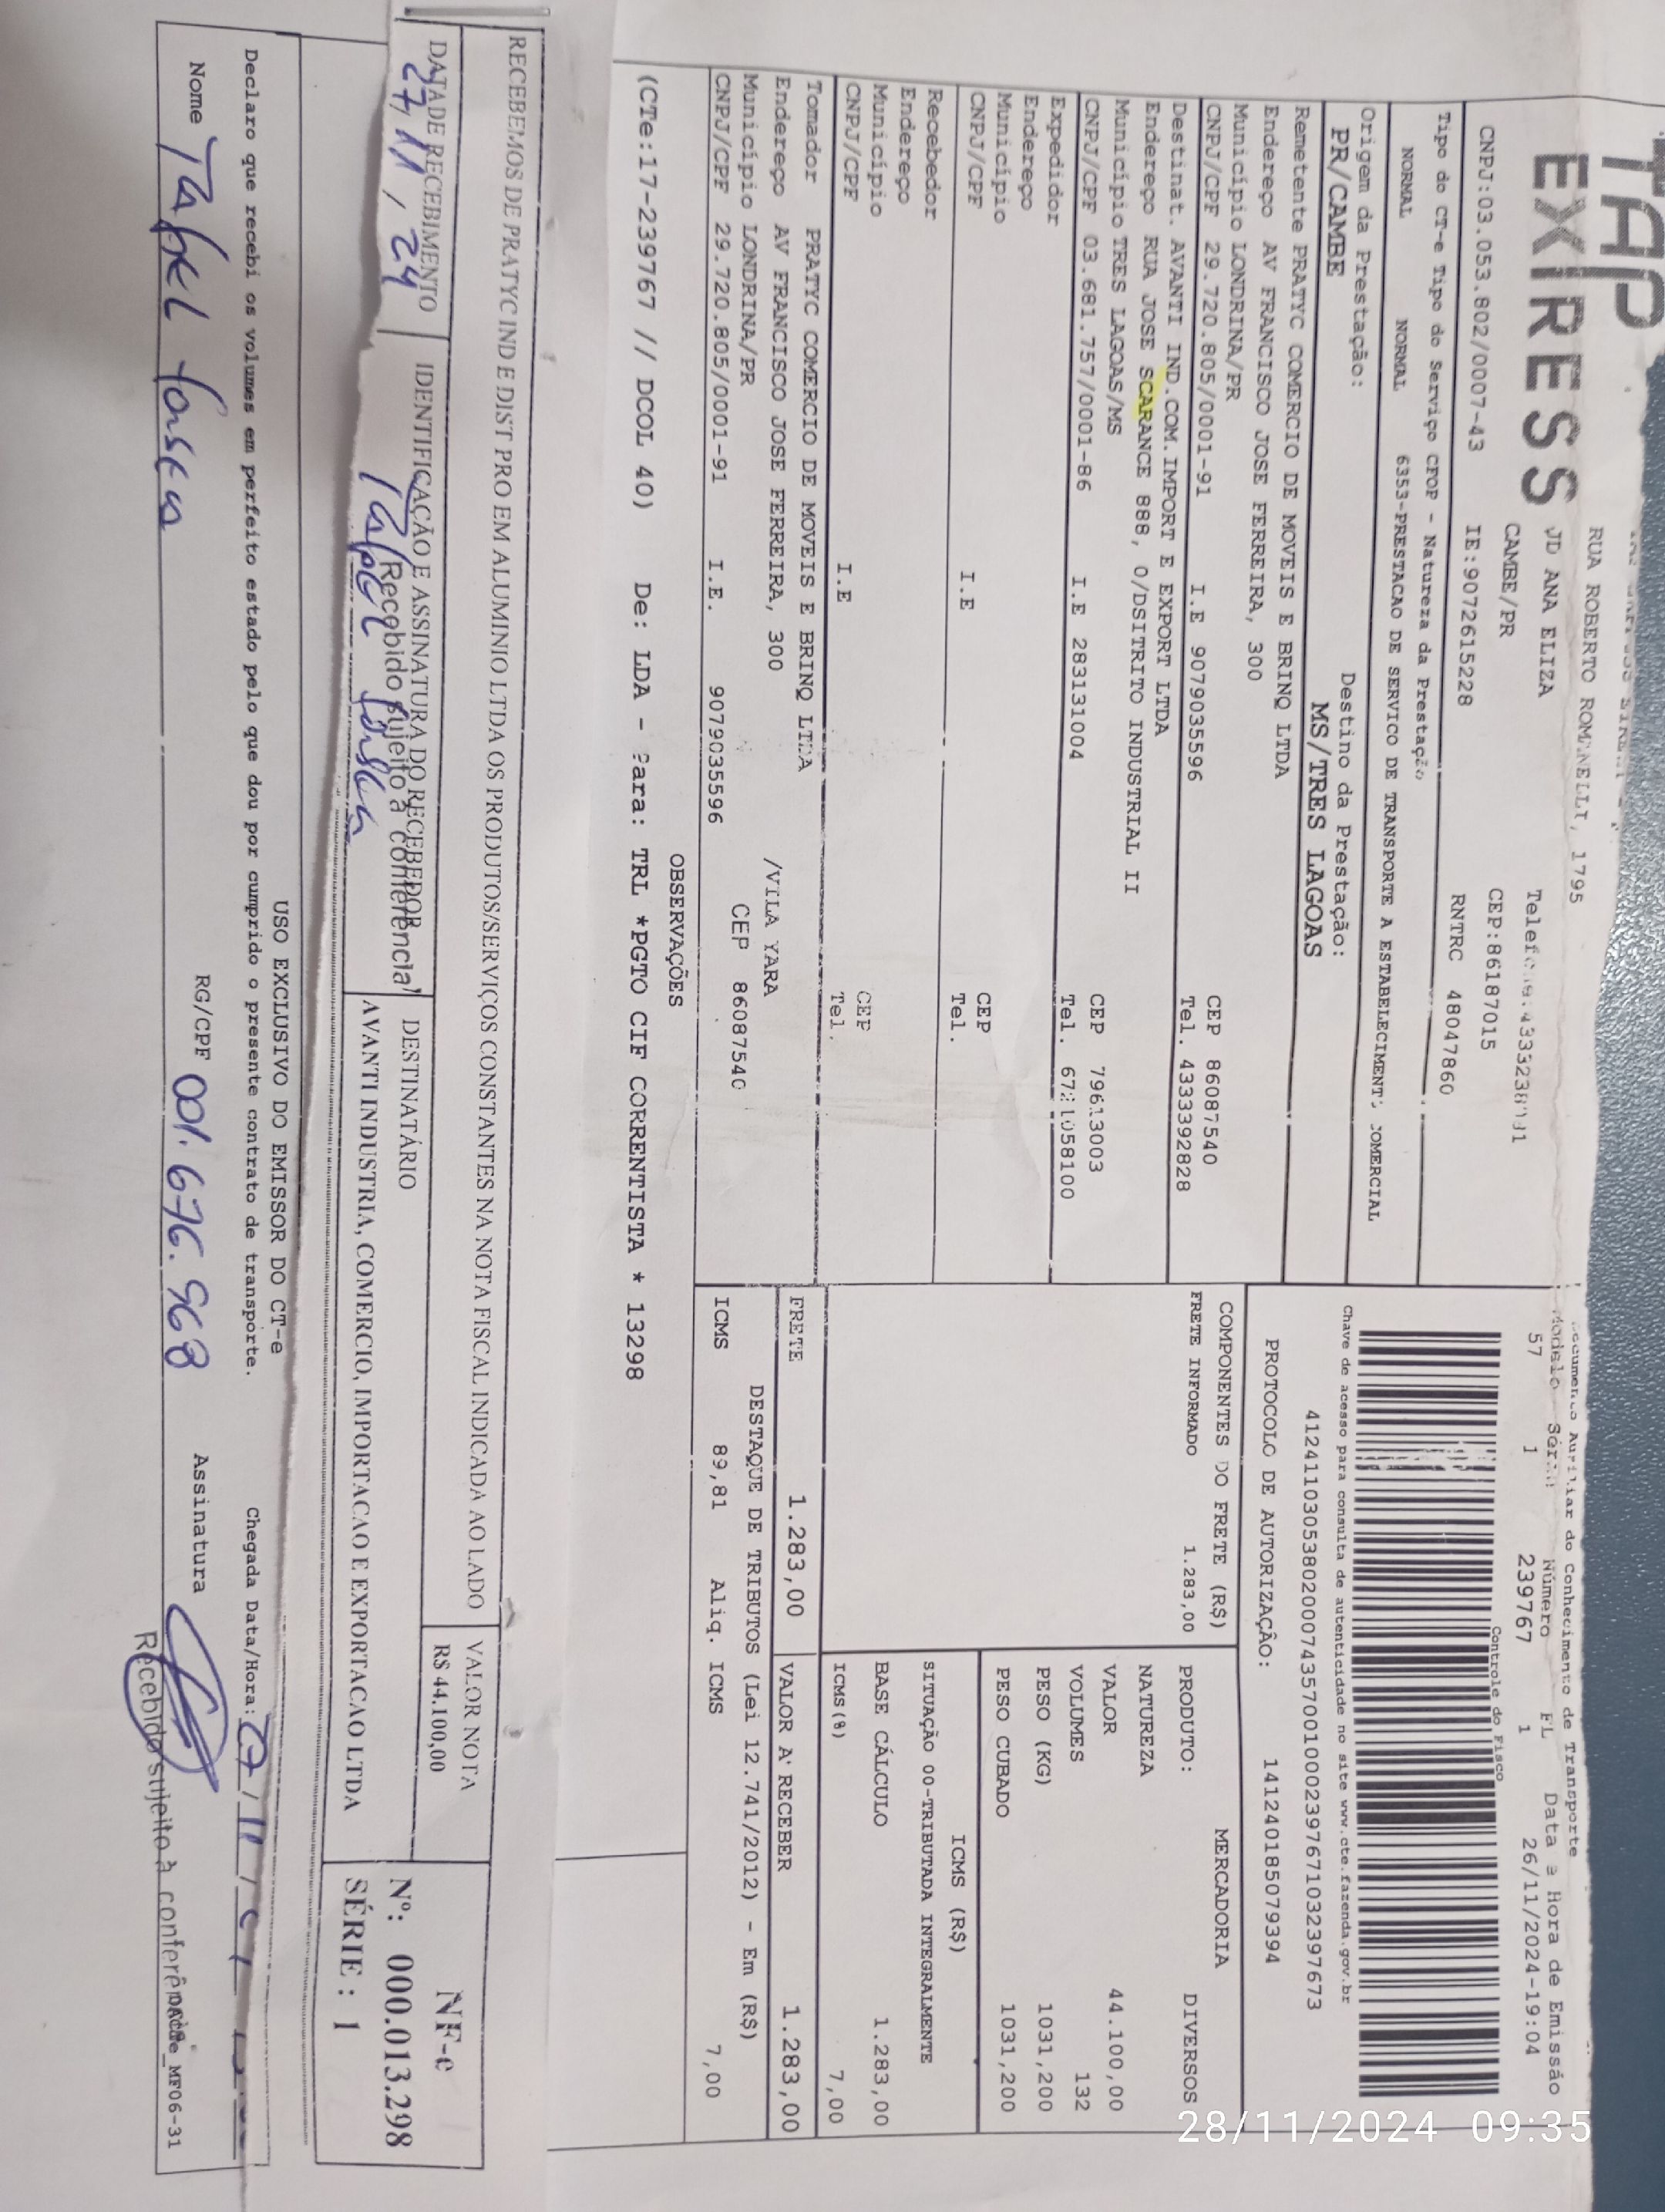 TAP
EXPRESS
RUA ROBERTO ROMANELLI, 1795
JD ANA ELIZA
CAMBE/PR CEP:86187015
CNPJ:03.053.802/0007-43 IE:9072615228 RNTRC 48047860
Documento Auxiliar do Conhecimento de Transporte
Modelo Série Número FL Data e Hora de Emissão
57 1 239767 1 26/11/2024-19:04
Controle do Fisco
Tipo do CT-e Tipo do Serviço CFOP - Natureza da Prestação
NORMAL NORMAL 6353-PRESTACAO DE SERVICO DE TRANSPORTE A ESTABELECIMENTO COMERCIAL
Chave de acesso para consulta de autenticidade no site www.cte.fazenda.gov.br
41241103053802000743570010002397671032397673
Origem da Prestação: Destino da Prestação:
PR/CAMBE MS/TRES LAGOAS
PROTOCOLO DE AUTORIZAÇÃO: 141240185079394
Remetente PRATYC COMERCIO DE MOVEIS E BRINQ LTDA
Endereço AV FRANCISCO JOSE FERREIRA, 300
Município LONDRINA/PR CEP 86087540
CNPJ/CPF 29.720.805/0001-91 I.E 9079035596 Tel. 4333392828
Destinat. AVANTI IND.COM.IMPORT E EXPORT LTDA
Endereço RUA JOSE SCARANCE 888, 0/DSITRITO INDUSTRIAL II
Município TRES LAGOAS/MS CEP 79613003
CNPJ/CPF 03.681.757/0001-86 I.E 283131004 Tel.
Expedidor
Endereço
Município CEP
CNPJ/CPF I.E Tel.
Recebedor
Endereço
Município CEP
CNPJ/CPF I.E Tel.
Tomador PRATYC COMERCIO DE MOVEIS E BRINQ LTDA
Endereço AV FRANCISCO JOSE FERREIRA, 300 /VILA YARA
Município LONDRINA/PR CEP 86087540
CNPJ/CPF 29.720.805/0001-91 I.E. 9079035596
COMPONENTES DO FRETE (R$)
FRETE INFORMADO 1.283,00
MERCADORIA
PRODUTO: DIVERSOS
NATUREZA
VALOR 44.100,00
VOLUMES 132
PESO (KG) 1031,200
PESO CUBADO 1031,200
ICMS (R$)
SITUAÇÃO 00-TRIBUTADA INTEGRALMENTE
BASE CÁLCULO 1.283,00
ICMS(%) 7,00
FRETE 1.283,00 VALOR A RECEBER 1.283,00
DESTAQUE DE TRIBUTOS (Lei 12.741/2012) - Em (R$)
ICMS 89,81 Aliq. ICMS 7,00
OBSERVAÇÕES
(CTe:17-239767 // DCOL 40) De: LDA - Para: TRL *PGTO CIF CORRENTISTA * 13298
RECEBEMOS DE PRATYC IND E DIST PRO EM ALUMINIO LTDA OS PRODUTOS/SERVIÇOS CONSTANTES NA NOTA FISCAL INDICADA AO LADO
VALOR NOTA
R$ 44.100,00
NF-e
Nº: 000.013.298
SÉRIE : 1
DATA DE RECEBIMENTO
27/11/24
IDENTIFICAÇÃO E ASSINATURA DO RECEBEDOR
Recebido sujeito à conferência
DESTINATÁRIO
AVANTI INDUSTRIA, COMERCIO, IMPORTACAO E EXPORTACAO LTDA
USO EXCLUSIVO DO EMISSOR DO CT-e
Declaro que recebi os volumes em perfeito estado pelo que dou por cumprido o presente contrato de transporte. Chegada Data/Hora:
Nome RG/CPF 001.676.968 Assinatura
Recebido sujeito à conferência
MF06-31
28/11/2024 09:35